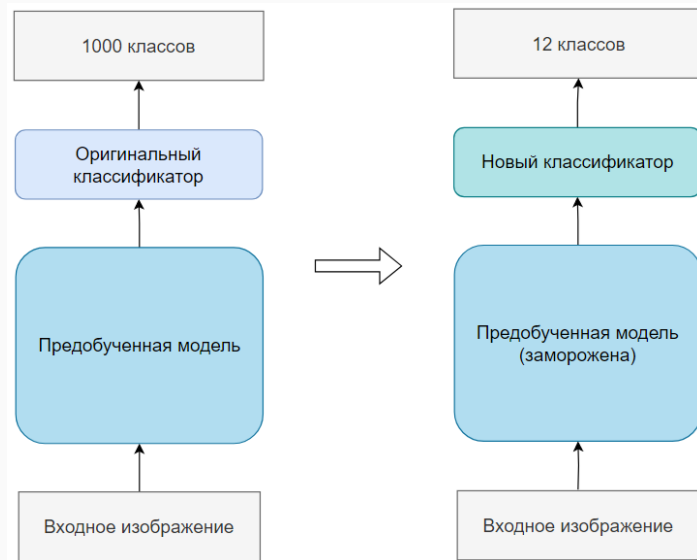 1000 классов
Оригинальный
классификатор
Предобученная модель
Входное изображение
12 классов
Новый классификатор
Предобученная модель
(заморожена)
Входное изображение